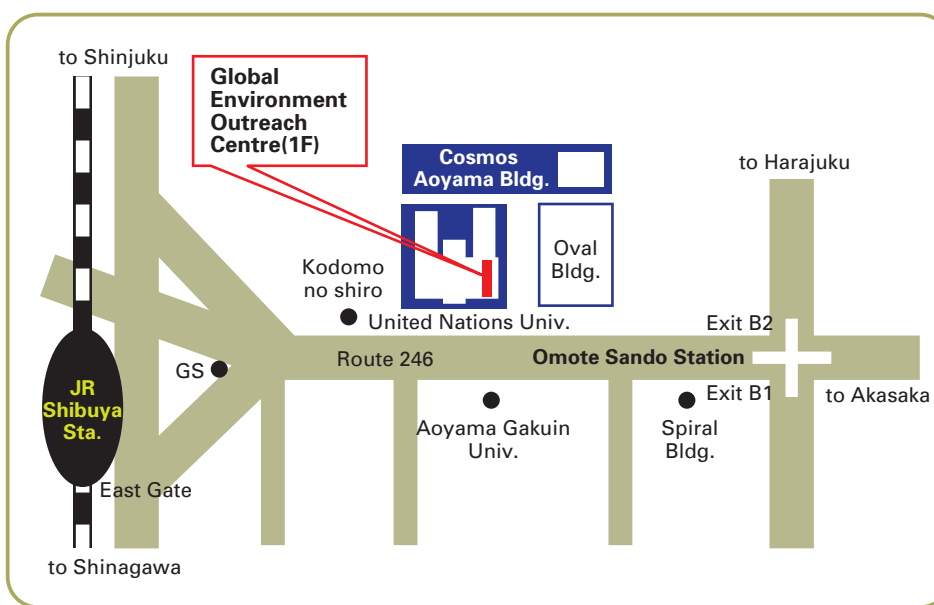 to Shinjuku
Global
Environment
Outreach
Centre(1F)
Cosmos
Aoyama Bldg.
to Harajuku
Oval
Bldg.
Kodomo
no shiro
United Nations Univ.
Exit B2
GS
Route 246
Omote Sando Station
JR
Shibuya
Sta.
Exit B1
to Akasaka
Aoyama Gakuin
Univ.
Spiral
Bldg.
East Gate
to Shinagawa